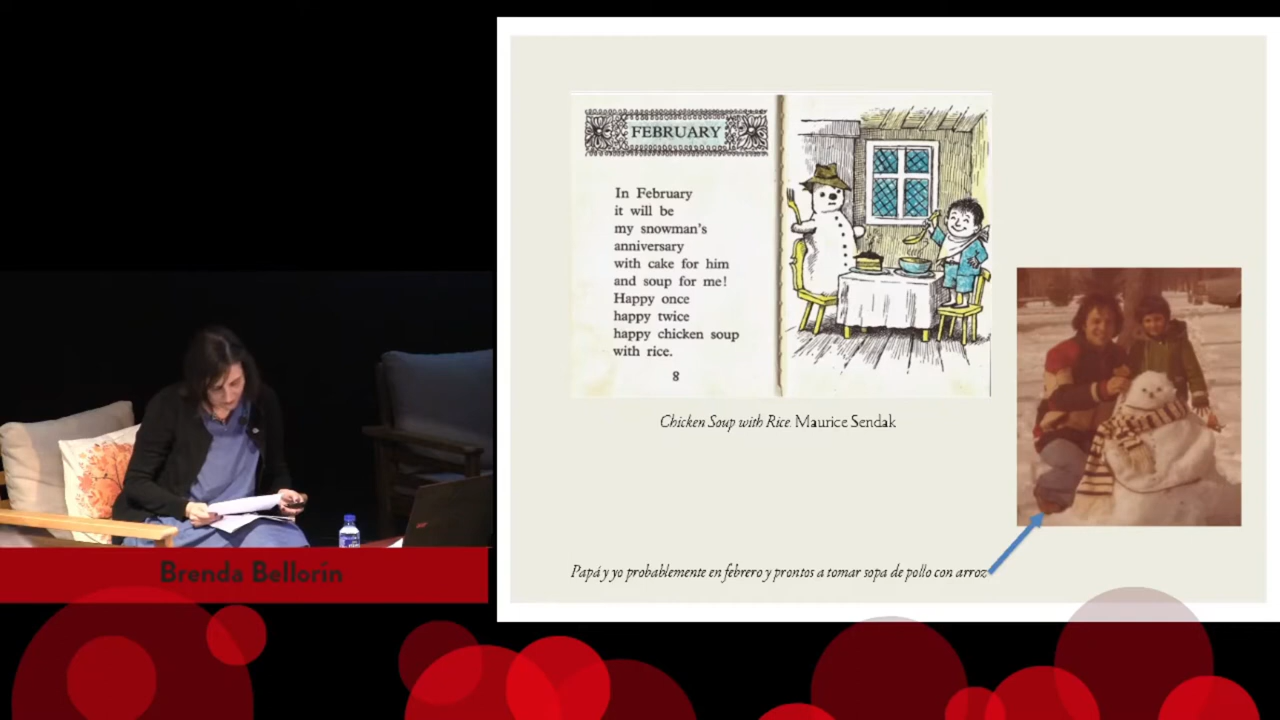 FEBRUARY
In February
it will be
my snowman's
anniversary
with cake for him
and soup for me!
Happy once
happy twice
happy chicken soup
with rice.
8
Chicken Soup with Rice. Maurice Sendak
Papá y yo probablemente en febrero y prontos a tomar sopa de pollo con arroz
Brenda Bellorín